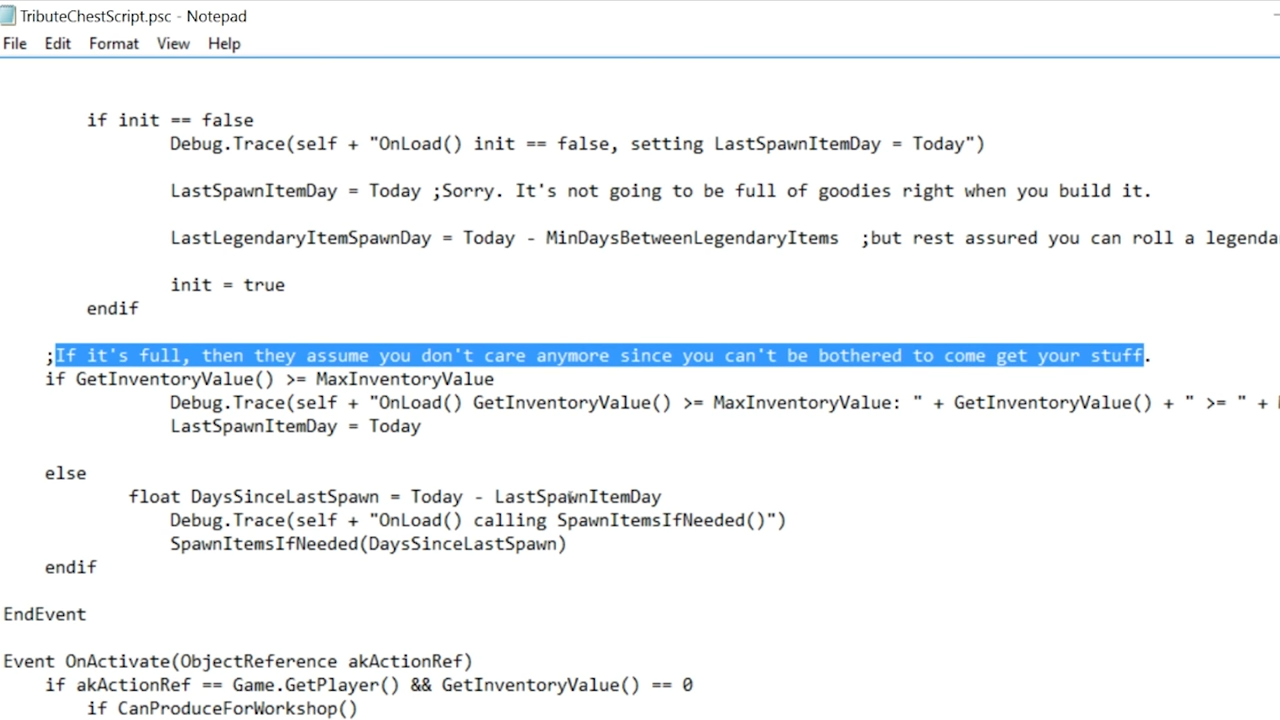 TributeChestScript.psc - Notepad
File Edit Format View Help
if init == false
Debug.Trace(self + "OnLoad() init == false, setting LastSpawnItemDay = Today")
LastSpawnItemDay = Today ;Sorry. It's not going to be full of goodies right when you build it.
LastLegendaryItemSpawnDay = Today - MinDaysBetweenLegendaryItems ;but rest assured you can roll a legenda
init = true
endif
;If it's full, then they assume you don't care anymore since you can't be bothered to come get your stuff.
if GetInventoryValue() >= MaxInventoryValue
Debug.Trace(self + "OnLoad() GetInventoryValue() >= MaxInventoryValue: " + GetInventoryValue() + " >= " +
LastSpawnItemDay = Today
else
float DaysSinceLastSpawn = Today - LastSpawnItemDay
Debug.Trace(self + "OnLoad() calling SpawnItemsIfNeeded()")
SpawnItemsIfNeeded(DaysSinceLastSpawn)
endif
EndEvent
Event OnActivate(ObjectReference akActionRef)
if akActionRef == Game.GetPlayer() && GetInventoryValue() == 0
if CanProduceForWorkshop()